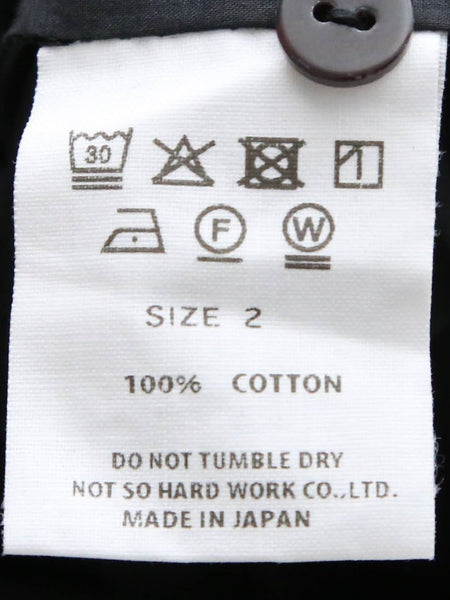 30
F W
SIZE 2
100% COTTON
DO NOT TUMBLE DRY
NOT SO HARD WORK CO.,LTD.
MADE IN JAPAN